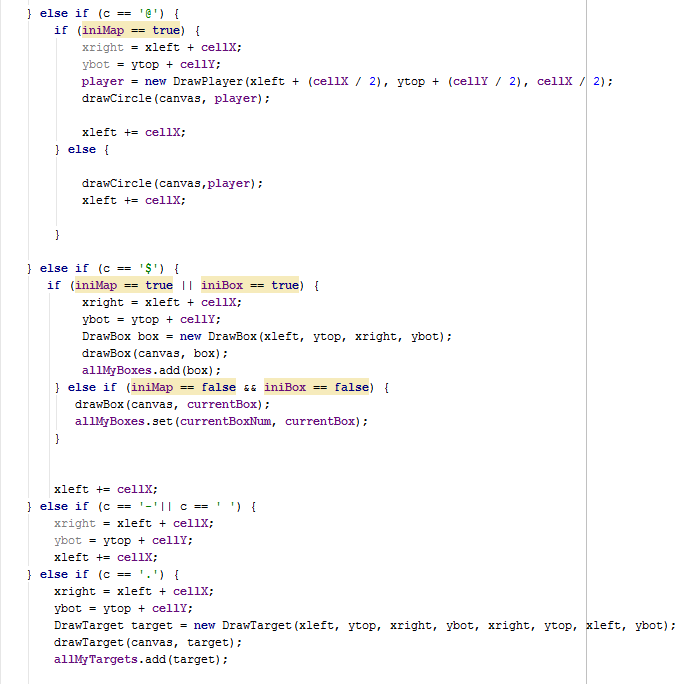 } else if (c == '@') {
if (iniMap == true) {
xright = xleft + cellX;
ybot = ytop + cellY;
player = new DrawPlayer(xleft + (cellX / 2), ytop + (cellY / 2), cellX / 2);
drawCircle(canvas, player);
xleft += cellX;
} else {
drawCircle(canvas,player);
xleft += cellX;
}
} else if (c == '$') {
if (iniMap == true || iniBox == true) {
xright = xleft + cellX;
ybot = ytop + cellY;
DrawBox box = new DrawBox(xleft, ytop, xright, ybot);
drawBox(canvas, box);
allMyBoxes.add(box);
} else if (iniMap == false && iniBox == false) {
drawBox(canvas, currentBox);
allMyBoxes.set(currentBoxNum, currentBox);
}
xleft += cellX;
} else if (c == '-'|| c == ' ') {
xright = xleft + cellX;
ybot = ytop + cellY;
xleft += cellX;
} else if (c == '.') {
xright = xleft + cellX;
ybot = ytop + cellY;
DrawTarget target = new DrawTarget(xleft, ytop, xright, ybot, xright, ytop, xleft, ybot);
drawTarget(canvas, target);
allMyTargets.add(target);